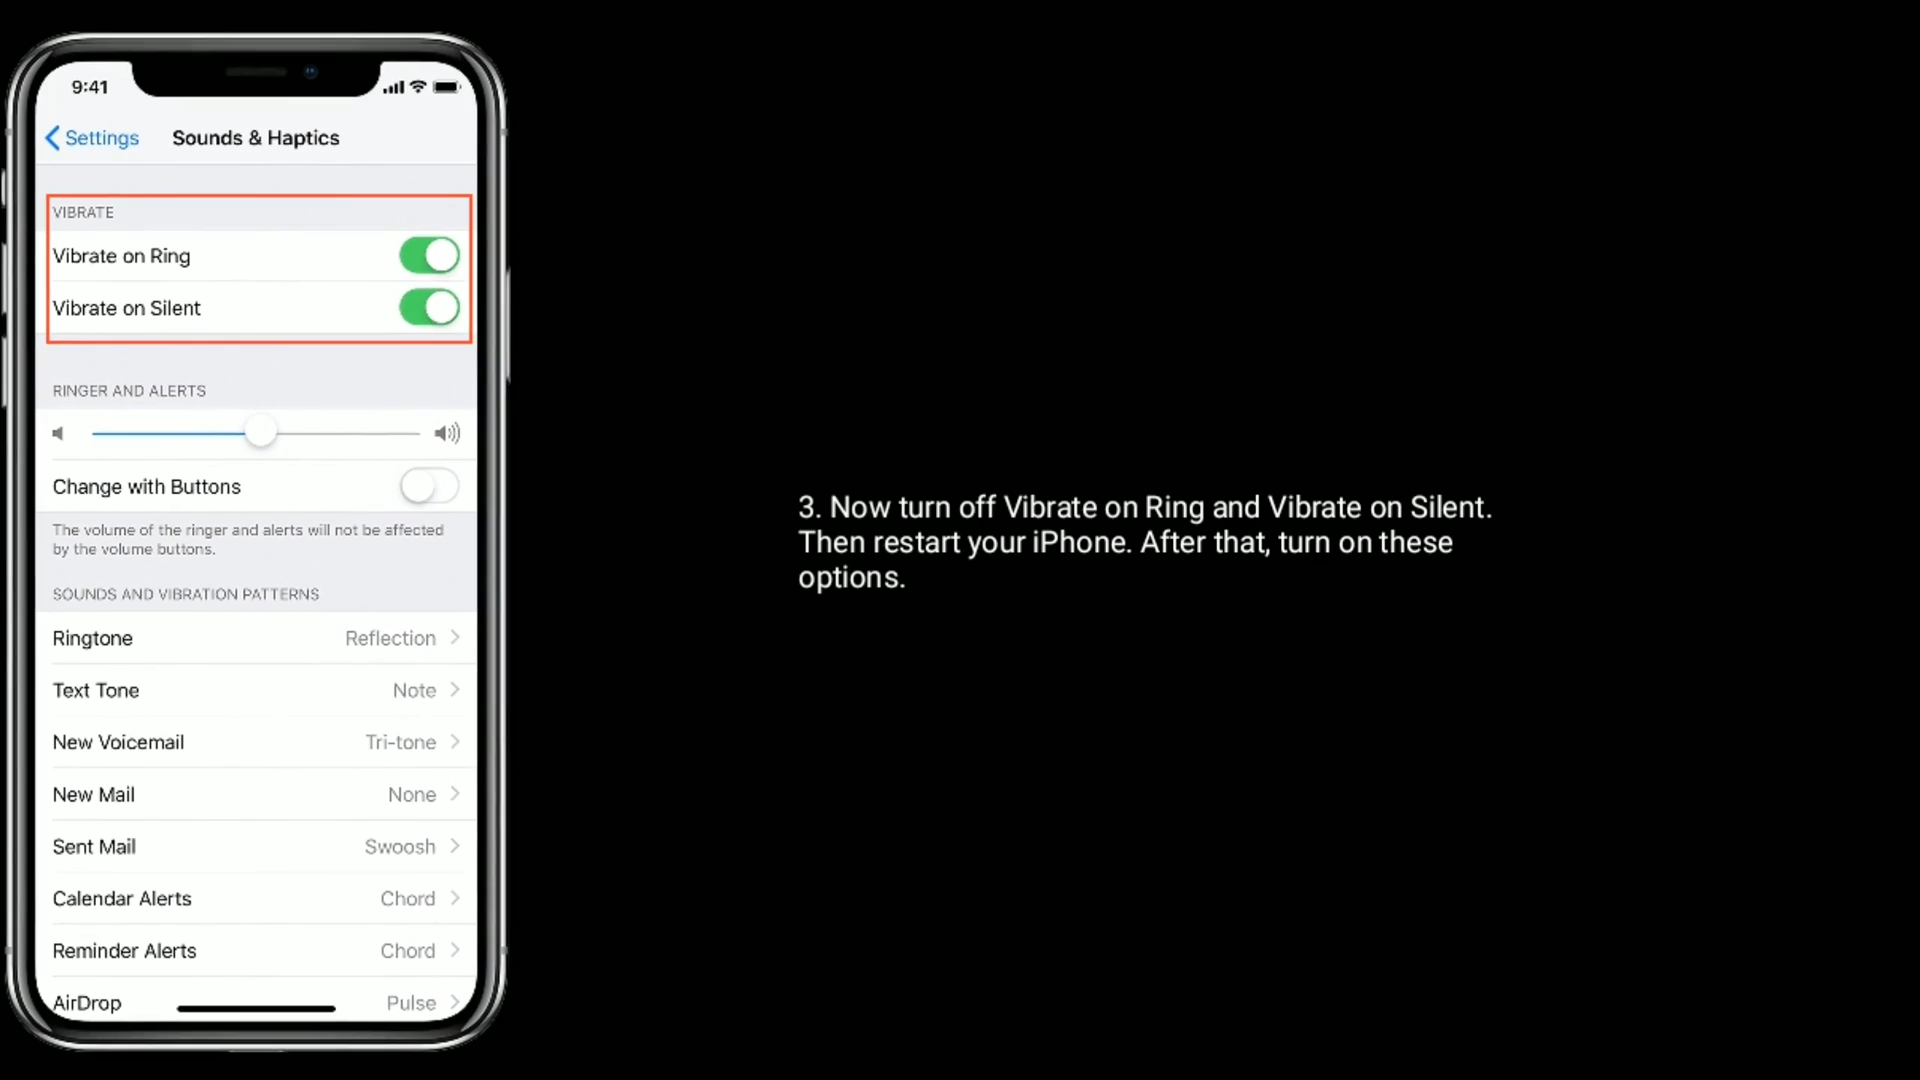 9:41
Settings
Sounds & Haptics
VIBRATE
Vibrate on Ring
Vibrate on Silent
RINGER AND ALERTS
Change with Buttons
The volume of the ringer and alerts will not be affected
by the volume buttons.
SOUNDS AND VIBRATION PATTERNS
Ringtone Reflection
Text Tone Note
New Voicemail Tri-tone
New Mail None
Sent Mail Swoosh
Calendar Alerts Chord
Reminder Alerts Chord
AirDrop Pulse
3. Now turn off Vibrate on Ring and Vibrate on Silent.
Then restart your iPhone. After that, turn on these
options.